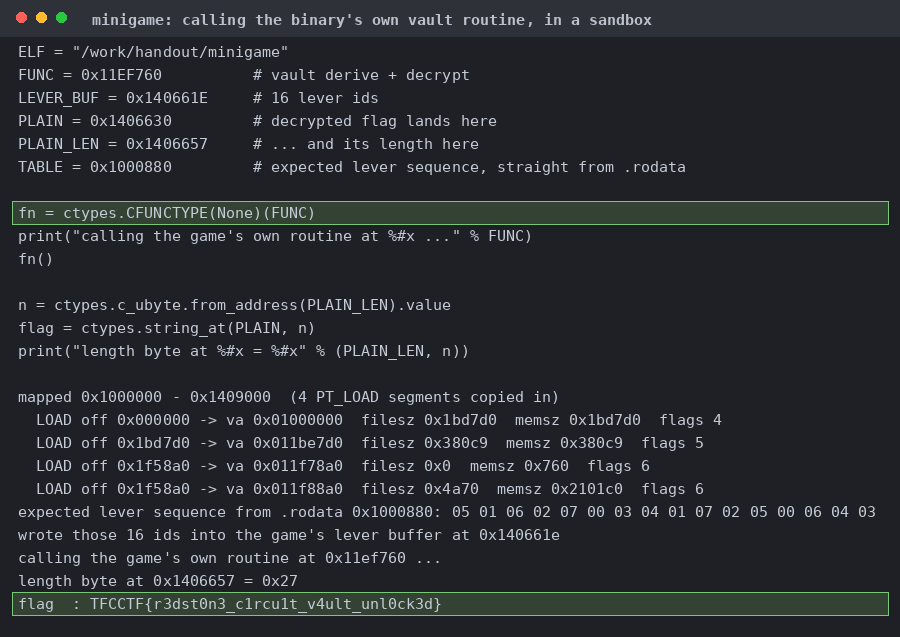 minigame: calling the binary's own vault routine, in a sandbox
ELF = "/work/handout/minigame"
FUNC = 0x11EF760          # vault derive + decrypt
LEVER_BUF = 0x140661E     # 16 lever ids
PLAIN = 0x1406630         # decrypted flag lands here
PLAIN_LEN = 0x1406657     # ... and its length here
TABLE = 0x1000880         # expected lever sequence, straight from .rodata
fn = ctypes.CFUNCTYPE(None)(FUNC)
print("calling the game's own routine at %#x ..." % FUNC)
fn()
n = ctypes.c_ubyte.from_address(PLAIN_LEN).value
flag = ctypes.string_at(PLAIN, n)
print("length byte at %#x = %#x" % (PLAIN_LEN, n))
mapped 0x1000000 - 0x1409000  (4 PT_LOAD segments copied in)
  LOAD off 0x000000 -> va 0x01000000  filesz 0x1bd7d0  memsz 0x1bd7d0  flags 4
  LOAD off 0x1bd7d0 -> va 0x011be7d0  filesz 0x380c9  memsz 0x380c9  flags 5
  LOAD off 0x1f58a0 -> va 0x011f78a0  filesz 0x0  memsz 0x760  flags 6
  LOAD off 0x1f58a0 -> va 0x011f88a0  filesz 0x4a70  memsz 0x2101c0  flags 6
expected lever sequence from .rodata 0x1000880: 05 01 06 02 07 00 03 04 01 07 02 05 00 06 04 03
wrote those 16 ids into the game's lever buffer at 0x140661e
calling the game's own routine at 0x11ef760 ...
length byte at 0x1406657 = 0x27
flag  : TFCCTF{r3dst0n3_c1rcu1t_v4ult_unl0ck3d}